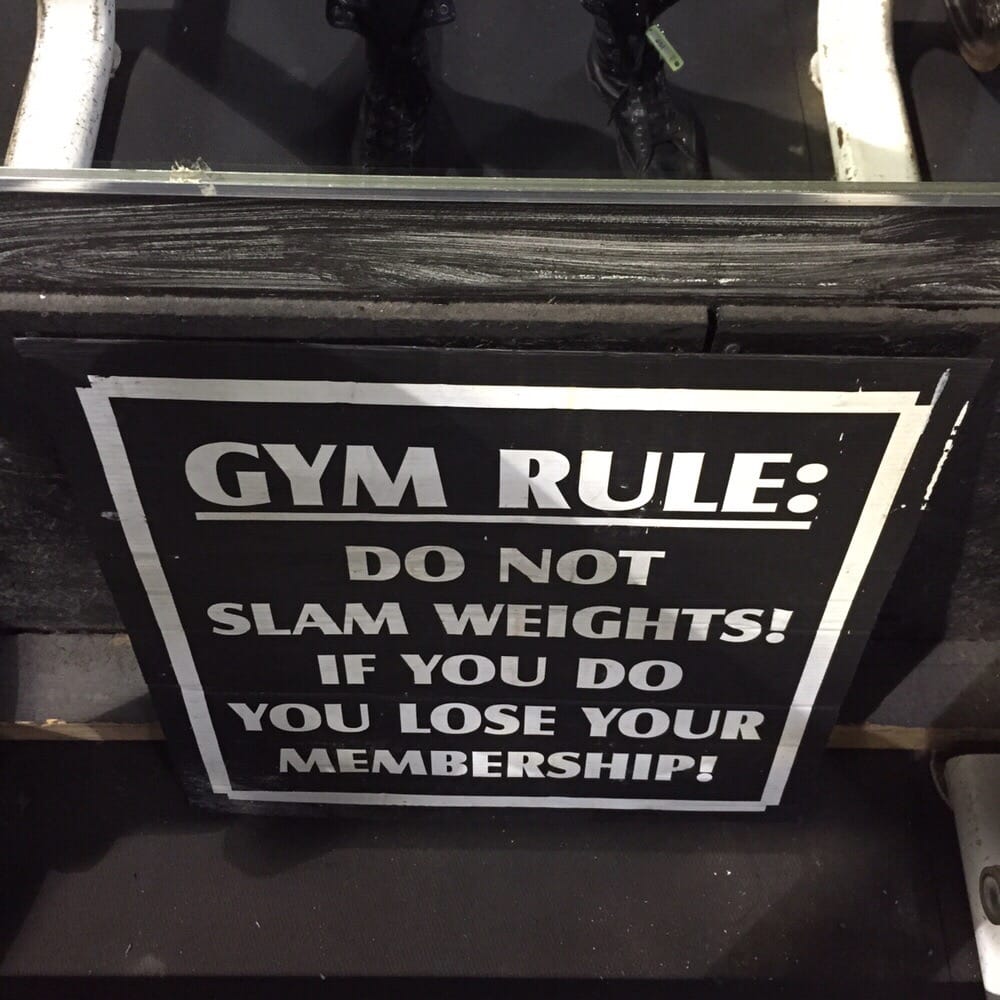 GYM RULE:
DO NOT
SLAM WEIGHTS!
IF YOU DO
YOU LOSE YOUR
MEMBERSHIP!